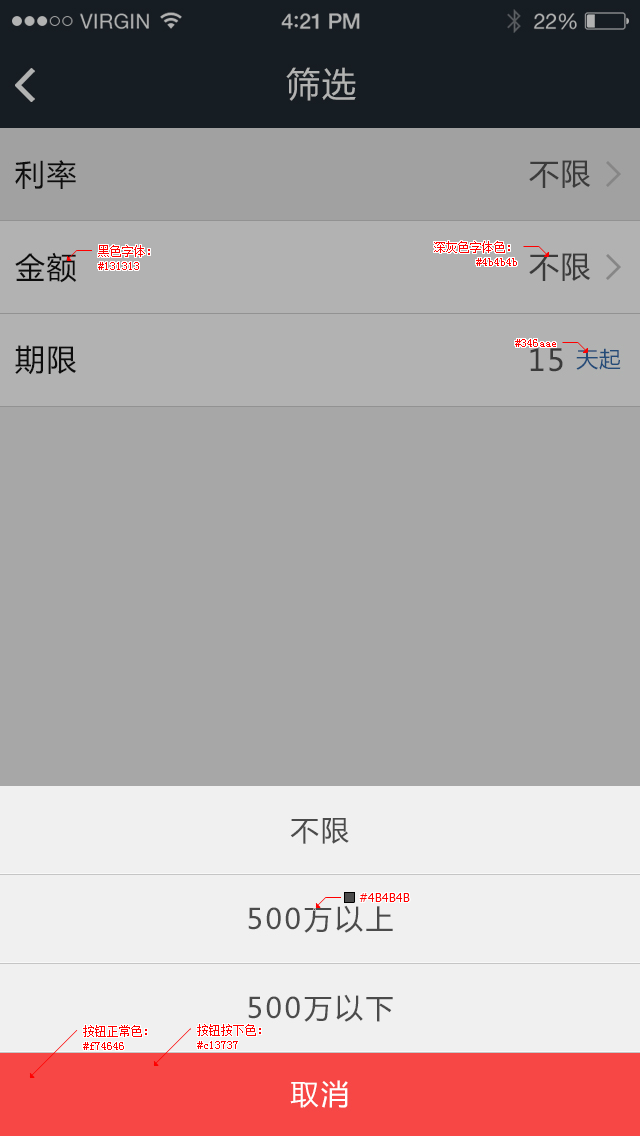 VIRGIN 4:21 PM 22%
筛选
利率 不限
金额 黑色字体: 深灰色字体色: 不限
#131313 #4b4b4b
#346aae
期限 15 天起
不限
#4B4B4B
500万以上
500万以下
按钮正常色: 按钮按下色:
#f74646 #c13737
取消